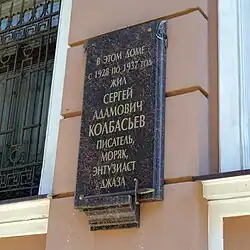 В ЭТОМ ДОМЕ
С 1928 ПО 1937 ГОД
ЖИЛ
СЕРГЕЙ
АДАМОВИЧ
КОЛБАСЬЕВ
ПИСАТЕЛЬ,
МОРЯК,
ЭНТУЗИАСТ
ДЖАЗА